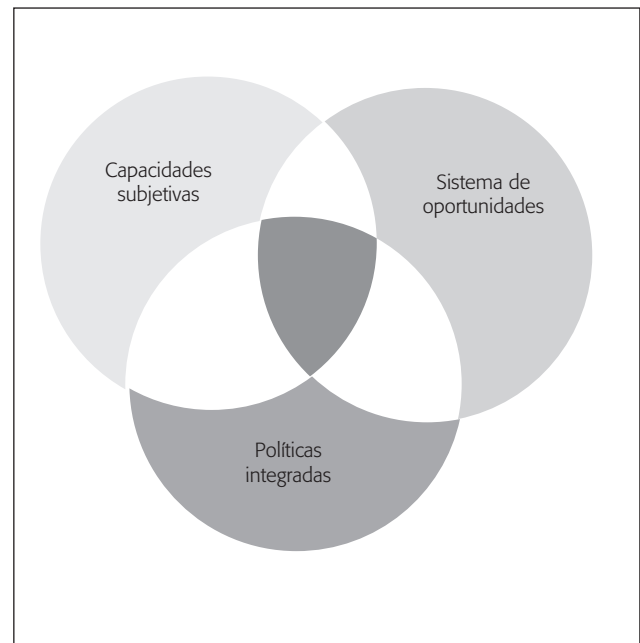 Capacidades
subjetivas
Sistema de
oportunidades
Políticas
integradas